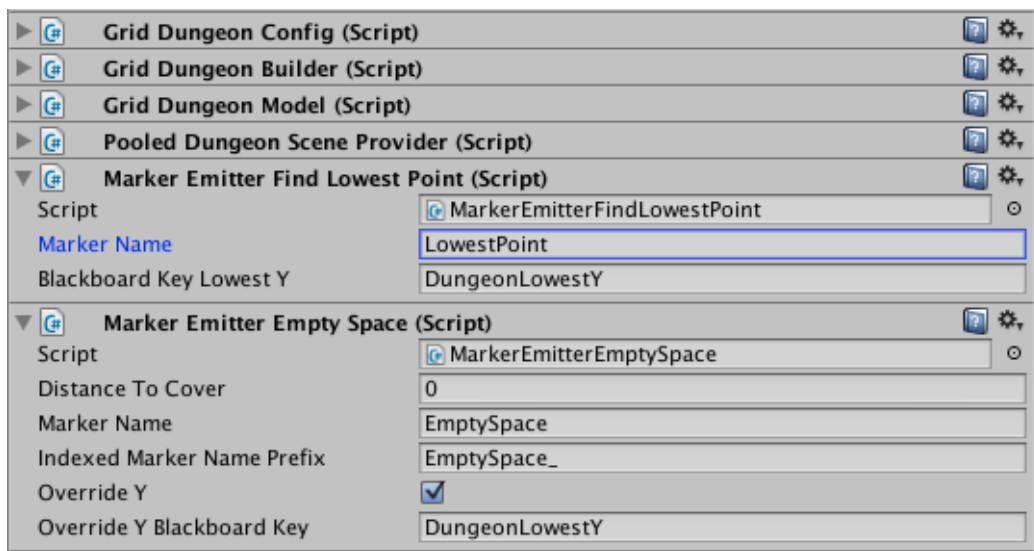 Grid Dungeon Config (Script)
Grid Dungeon Builder (Script)
Grid Dungeon Model (Script)
Pooled Dungeon Scene Provider (Script)
Marker Emitter Find Lowest Point (Script)
Script MarkerEmitterFindLowestPoint
Marker Name LowestPoint
Blackboard Key Lowest Y DungeonLowestY
Marker Emitter Empty Space (Script)
Script MarkerEmitterEmptySpace
Distance To Cover 0
Marker Name EmptySpace
Indexed Marker Name Prefix EmptySpace_
Override Y
Override Y Blackboard Key DungeonLowestY